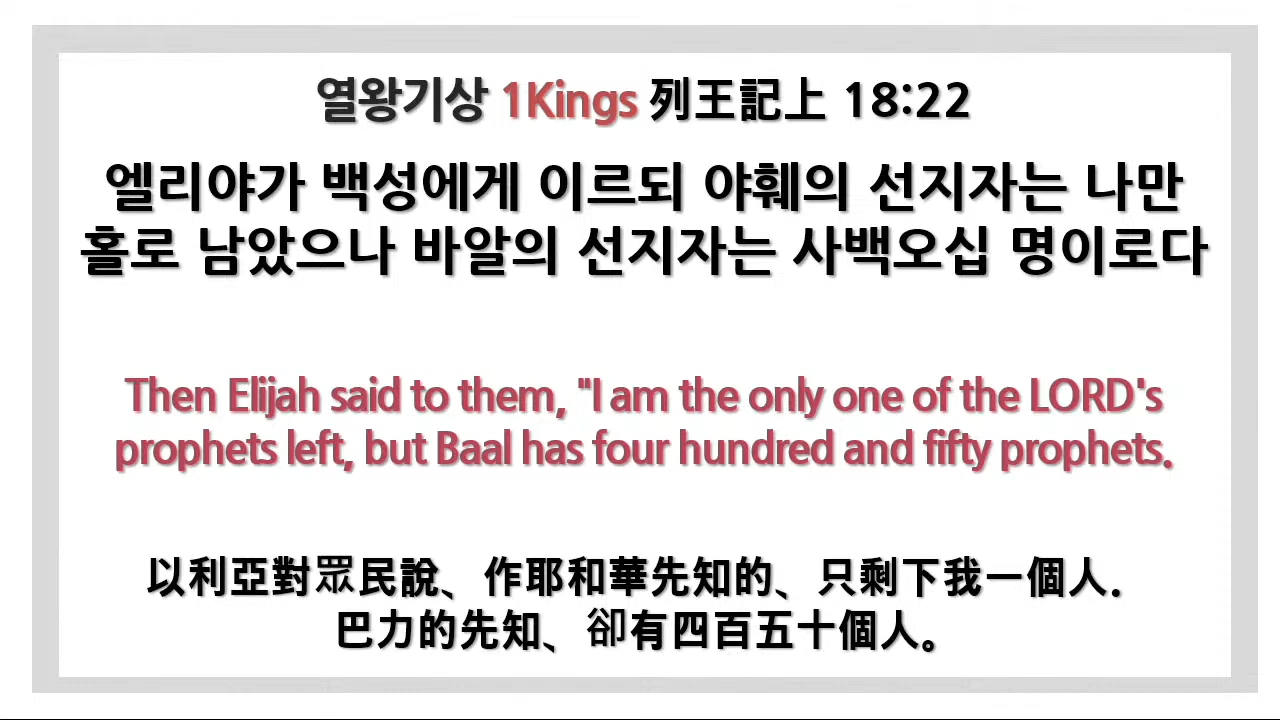 열왕기상 1Kings 列王記上 18:22
엘리야가 백성에게 이르되 야훼의 선지자는 나만
홀로 남았으나 바알의 선지자는 사백오십 명이로다
Then Elijah said to them, "I am the only one of the LORD's
prophets left, but Baal has four hundred and fifty prophets.
以利亞對眾民說、作耶和華先知的、只剩下我一個人.
巴力的先知、卻有四百五十個人。